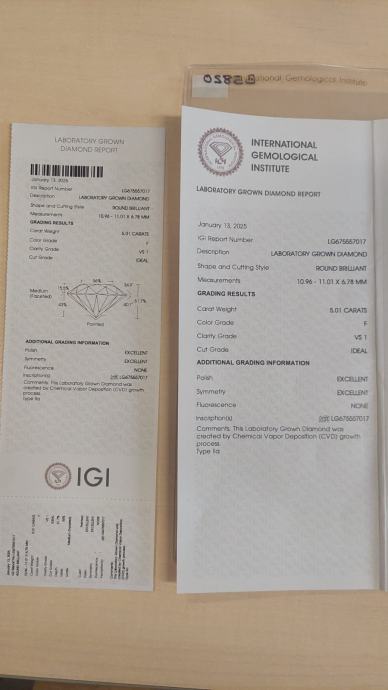 LABORATORY GROWN
DIAMOND REPORT
January 13, 2025
IGI Report Number LG675557017
Description LABORATORY GROWN DIAMOND
Shape and Cutting Style ROUND BRILLIANT
Measurements 10.96 - 11.01 X 6.78 MM
GRADING RESULTS
Carat Weight 5.01 CARATS
Color Grade F
Clarity Grade VS 1
Cut Grade IDEAL
Medium
(Faceted)
Pointed
ADDITIONAL GRADING INFORMATION
Polish EXCELLENT
Symmetry EXCELLENT
Fluorescence NONE
Inscription(s) LG675557017
Comments: This Laboratory Grown Diamond was
created by Chemical Vapor Deposition (CVD) growth
process.
Type IIa
IGI
Gemological Institute
IGI
INTERNATIONAL
GEMOLOGICAL
INSTITUTE
LABORATORY GROWN DIAMOND REPORT
January 13, 2025
IGI Report Number LG675557017
Description LABORATORY GROWN DIAMOND
Shape and Cutting Style ROUND BRILLIANT
Measurements 10.96 - 11.01 X 6.78 MM
GRADING RESULTS
Carat Weight 5.01 CARATS
Color Grade F
Clarity Grade VS 1
Cut Grade IDEAL
ADDITIONAL GRADING INFORMATION
Polish EXCELLENT
Symmetry EXCELLENT
Fluorescence NONE
Inscription(s) LG675557017
Comments: This Laboratory Grown Diamond was
created by Chemical Vapor Deposition (CVD) growth
process.
Type IIa